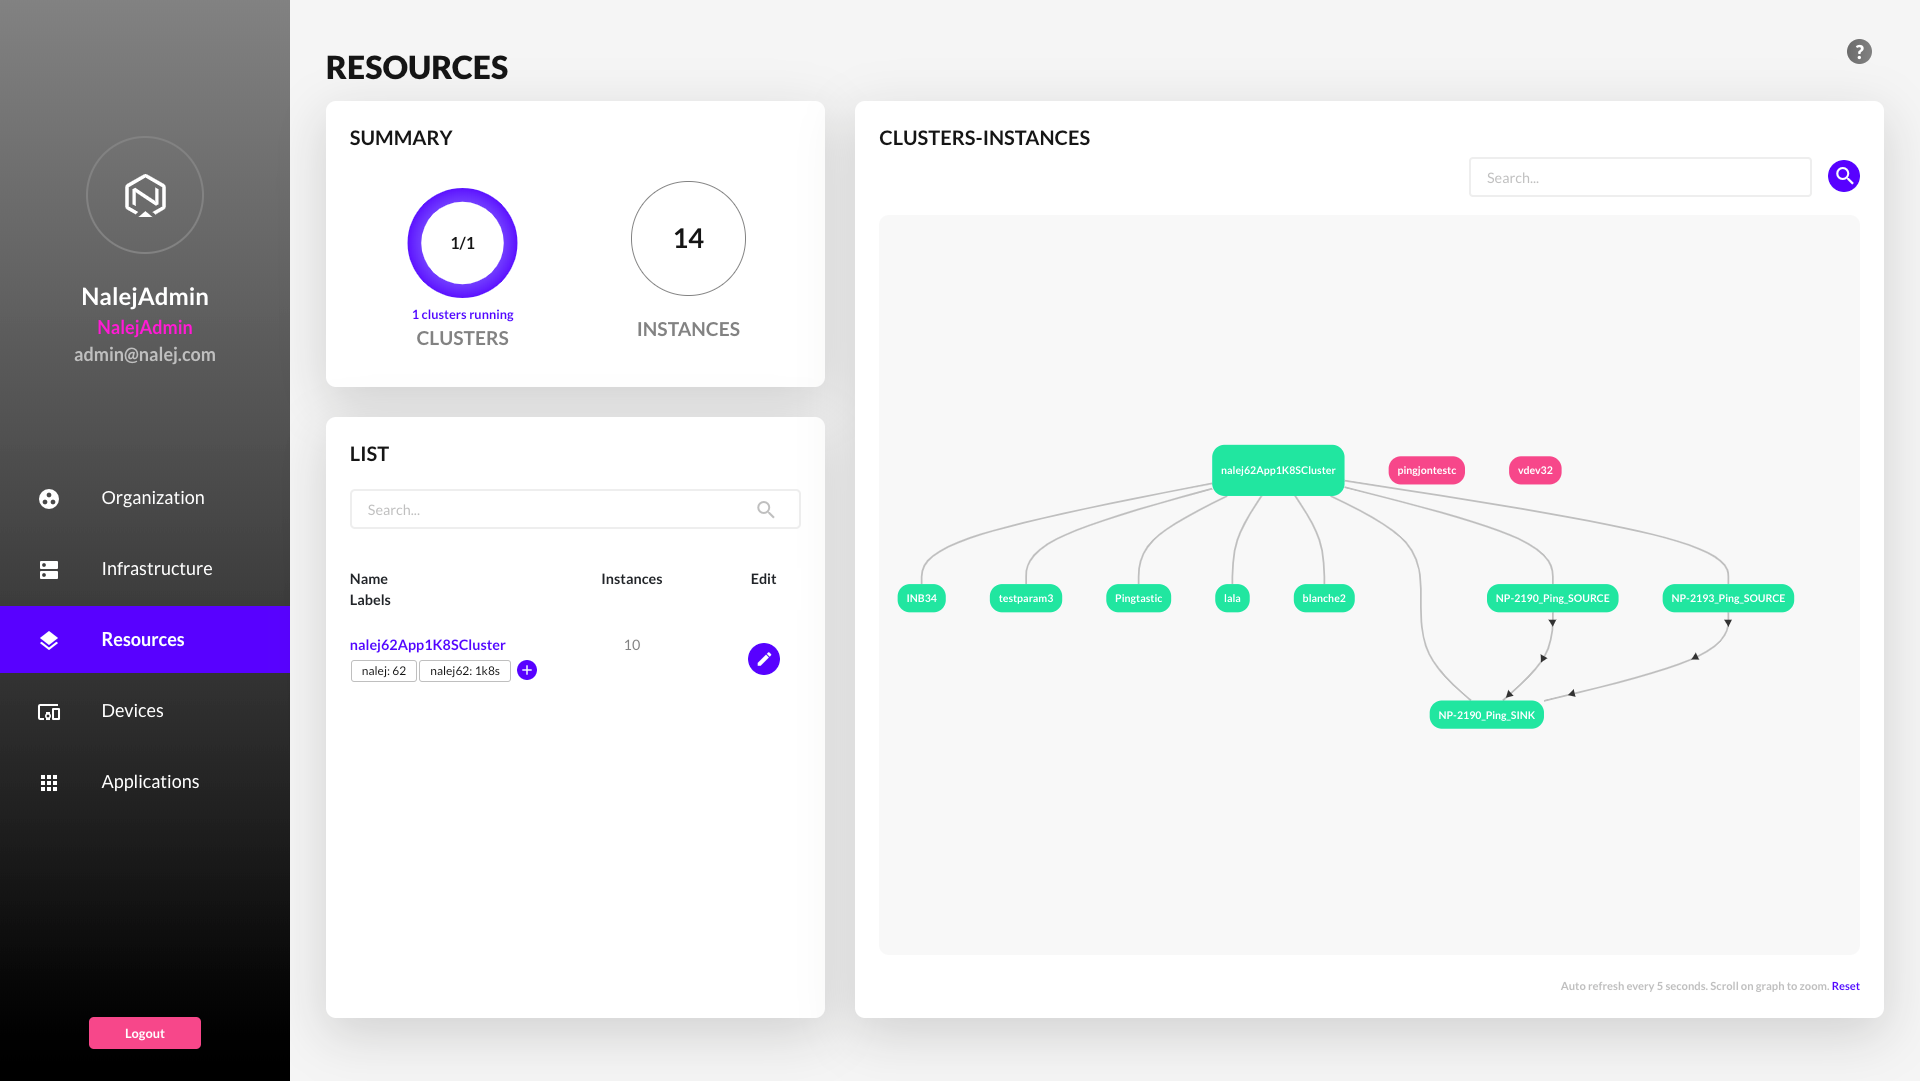 NalejAdmin
NalejAdmin
admin@nalej.com
Organization
Infrastructure
Resources
Devices
Applications
Logout
RESOURCES
?
SUMMARY
1/1
1 clusters running
CLUSTERS
14
INSTANCES
LIST
Search...
Name
Labels
Instances
Edit
nalej62App1K8SCluster
10
nalej: 62
nalej62: 1k8s
CLUSTERS-INSTANCES
Search...
nalej62App1K8SCluster
pingjontestc
vdev32
INB34
testparam3
Pingtastic
lala
blanche2
NP-2190_Ping_SOURCE
NP-2193_Ping_SOURCE
NP-2190_Ping_SINK
Auto refresh every 5 seconds. Scroll on graph to zoom. Reset